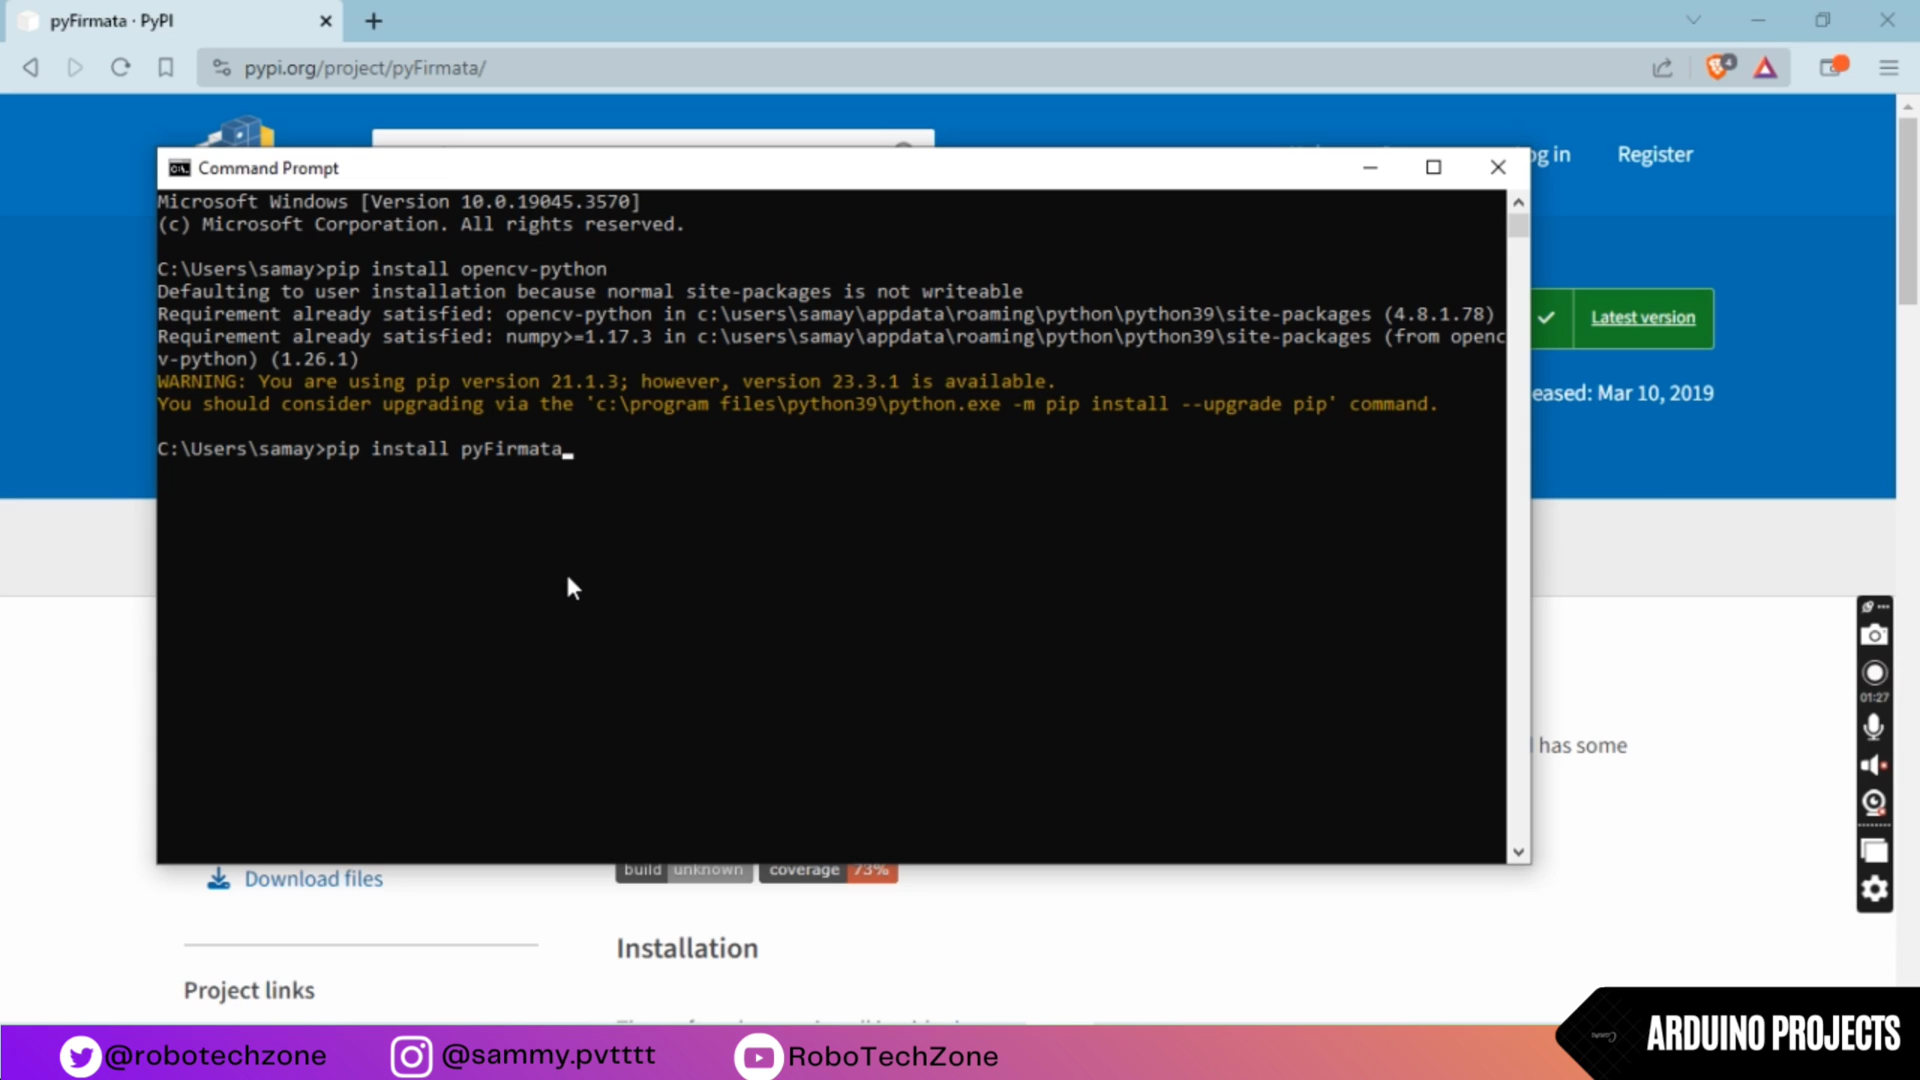 pyFirmata · PyPI
pypi.org/project/pyFirmata/
4
Register
Command Prompt
Microsoft Windows [Version 10.0.19045.3570]
(c) Microsoft Corporation. All rights reserved.
C:\Users\samay>pip install opencv-python
Defaulting to user installation because normal site-packages is not writeable
Requirement already satisfied: opencv-python in c:\users\samay\appdata\roaming\python\python39\site-packages (4.8.1.78)
Requirement already satisfied: numpy>=1.17.3 in c:\users\samay\appdata\roaming\python\python39\site-packages (from openc
v-python) (1.26.1)
WARNING: You are using pip version 21.1.3; however, version 23.3.1 is available.
You should consider upgrading via the 'c:\program files\python39\python.exe -m pip install --upgrade pip' command.
C:\Users\samay>pip install pyFirmata
og in
Latest version
eased: Mar 10, 2019
01:27
has some
build unknown coverage 73%
Download files
Installation
Project links
@robotechzone
@sammy.pvtttt
RoboTechZone
ARDUINO PROJECTS